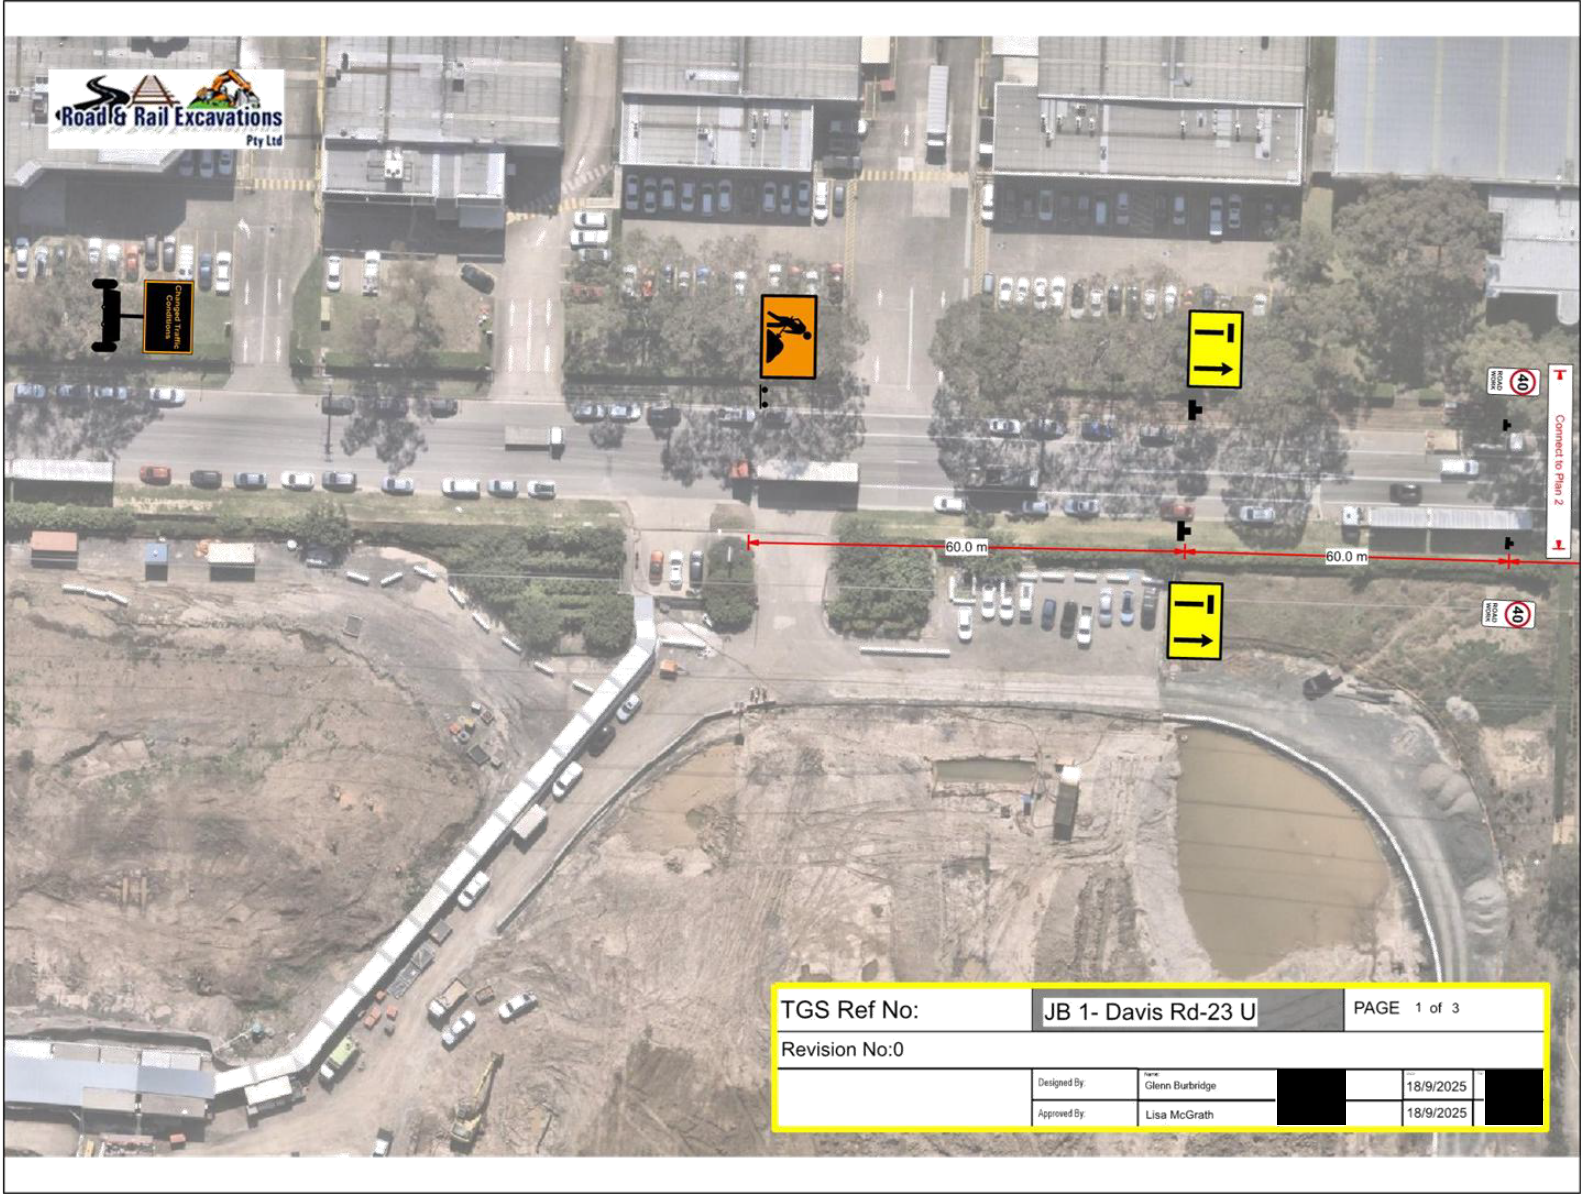 Road & Rail Excavations
Pty Ltd
Changed Traffic
Conditions
40
ROAD
WORK
Connect to Plan 2
60.0 m
60.0 m
40
ROAD
WORK
TGS Ref No:
JB 1- Davis Rd-23 U
PAGE 1 of 3
Revision No:0
Designed By:
Name:
Glenn Burbridge
18/9/2025
Approved By:
Lisa McGrath
18/9/2025